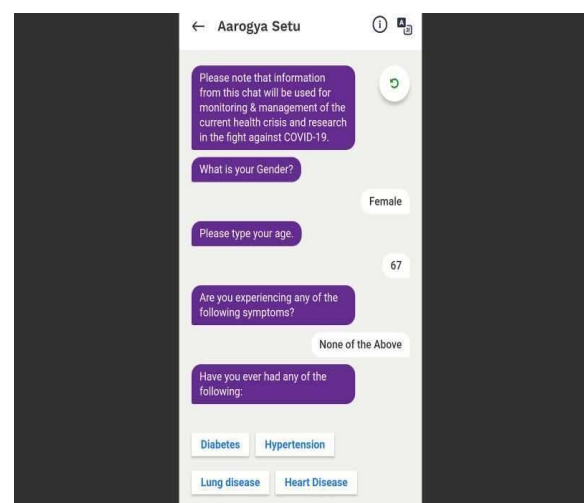 Aarogya Setu
Please note that information
from this chat will be used for
monitoring & management of the
current health crisis and research
in the fight against COVID-19.
What is your Gender?
Female
Please type your age.
67
Are you experiencing any of the
following symptoms?
None of the Above
Have you ever had any of the
following:
Diabetes Hypertension
Lung disease Heart Disease